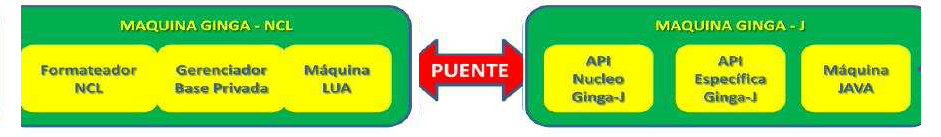 MAQUINA GINGA - NCL
Formateador
NCL
Gerenciador
Base Privada
Máquina
LUA
PUENTE
MAQUINA GINGA - J
API
Nucleo
Ginga-J
API
Específica
Ginga-J
Máquina
JAVA